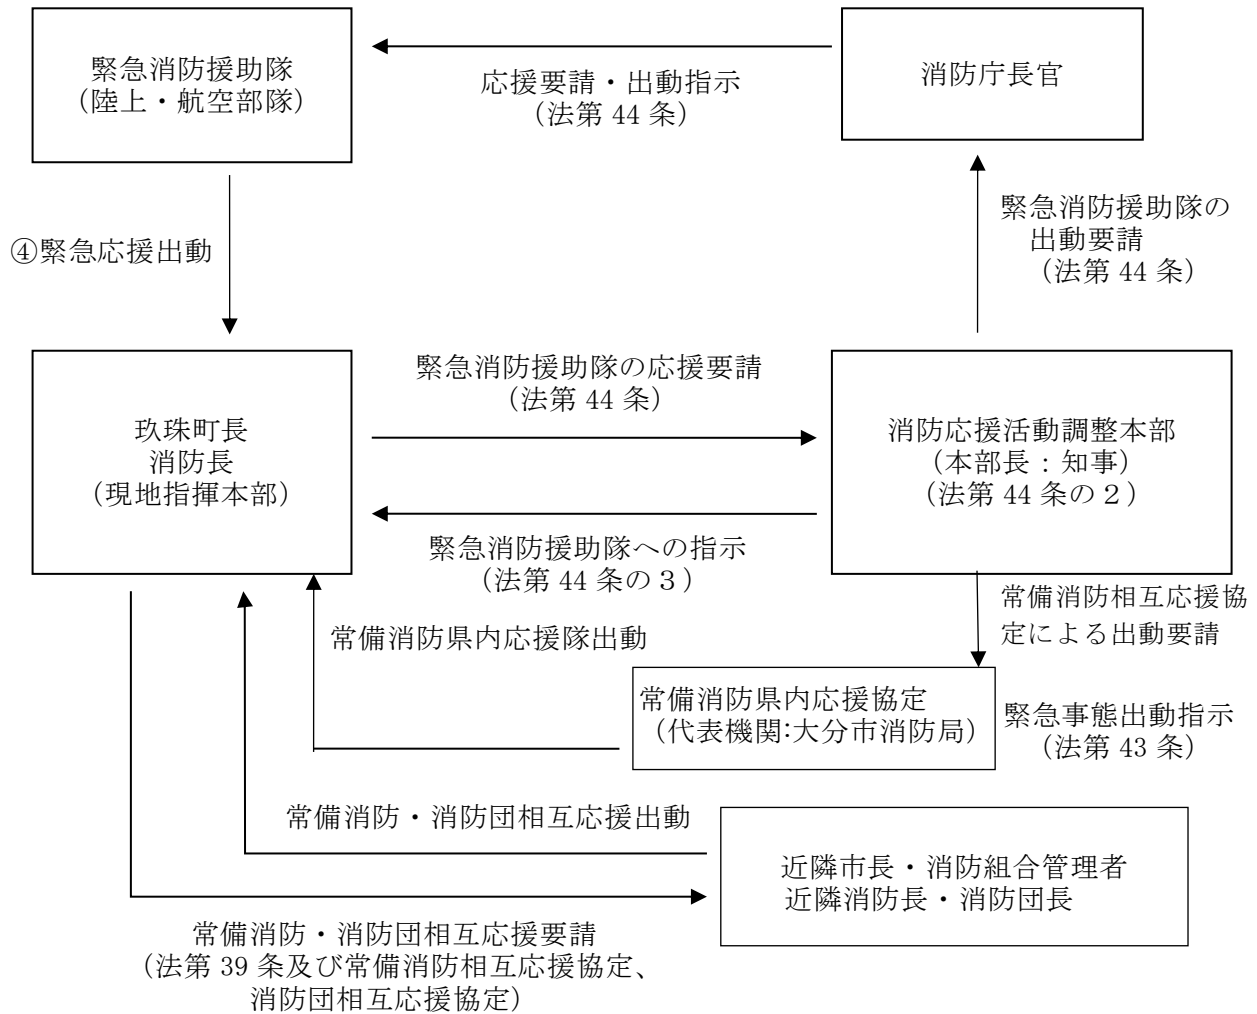 緊急消防援助隊
（陸上・航空部隊）
応援要請・出動指示
（法第 44 条）
消防庁長官
④緊急応援出動
緊急消防援助隊の
出動要請
（法第 44 条）
玖珠町長
消防長
（現地指揮本部）
緊急消防援助隊の応援要請
（法第 44 条）
緊急消防援助隊への指示
（法第 44 条の３）
消防応援活動調整本部
（本部長：知事）
（法第 44 条の２）
常備消防県内応援隊出動
常備消防相互応援協
定による出動要請
常備消防県内応援協定
（代表機関:大分市消防局）
緊急事態出動指示
（法第 43 条）
常備消防・消防団相互応援出動
近隣市長・消防組合管理者
近隣消防長・消防団長
常備消防・消防団相互応援要請
（法第 39 条及び常備消防相互応援協定、
消防団相互応援協定）